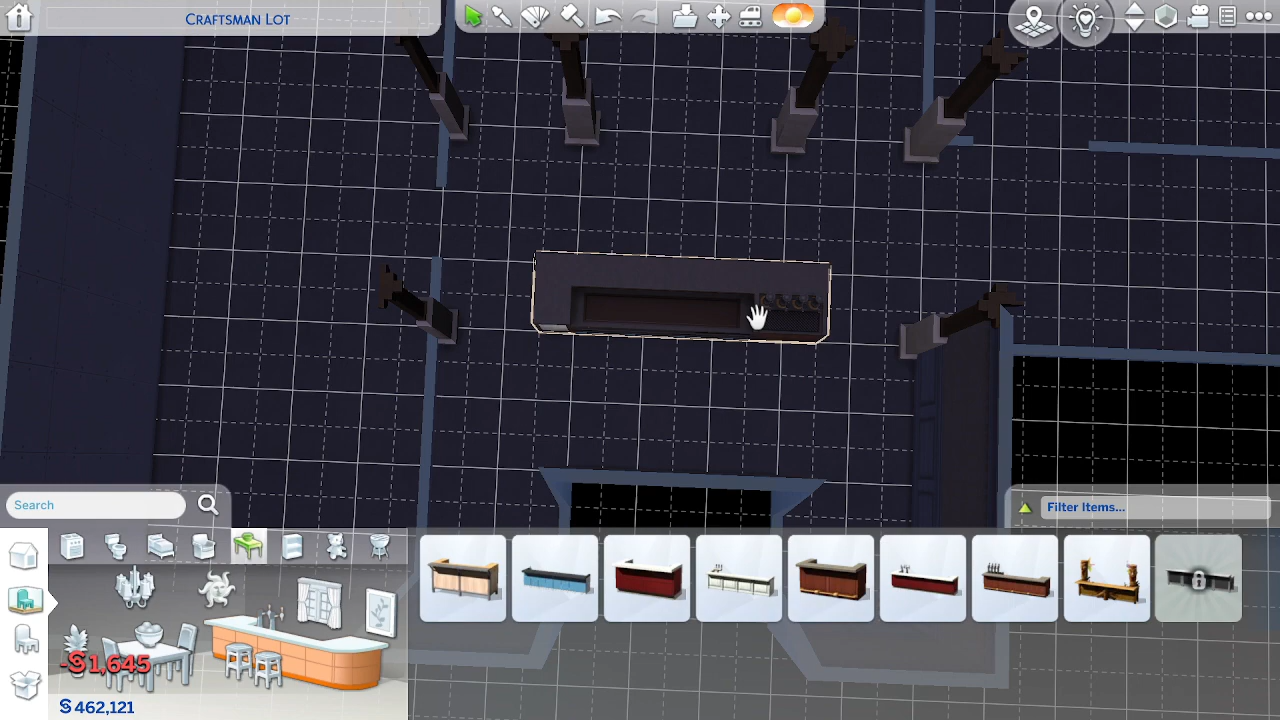 CRAFTSMAN LOT
Search
Filter Items...
-§1,645
§462,121